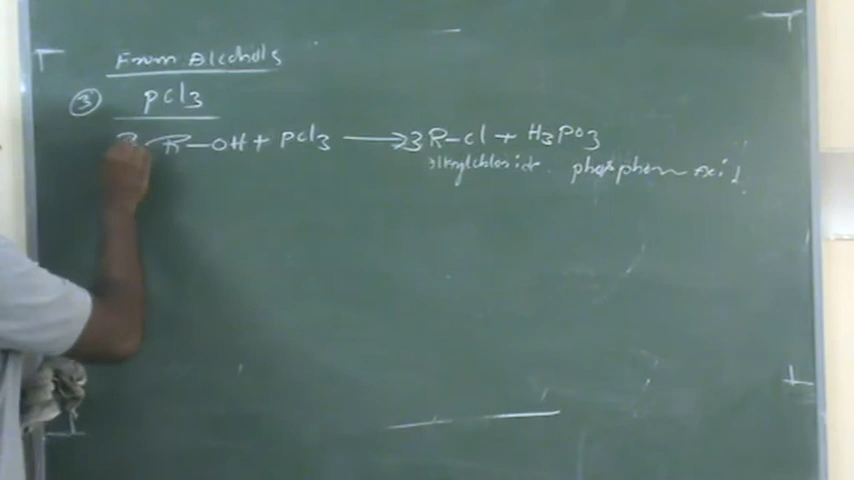 From Alcohols
③ PCl3
3 R-OH + PCl3 ⟶ 3 R-Cl + H3PO3
alkylchloride. phosphorus acid